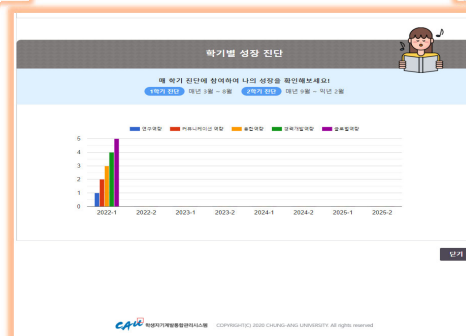 학기별 성장 진단
매 학기 진단에 참여하여 나의 성장을 확인해보세요!
1학기 진단 매년 3월 ~ 8월 2학기 진단 매년 9월 ~ 익년 2월
연구역량 커뮤니케이션 역량 융합역량 경력개발역량 글로벌역량
5
4
3
2
1
0
2022-1 2022-2 2023-1 2023-2 2024-1 2024-2 2025-1 2025-2
닫기
CAU 학생자기계발통합관리시스템 COPYRIGHT(C) 2020 CHUNG-ANG UNIVERSITY. All rights reserved